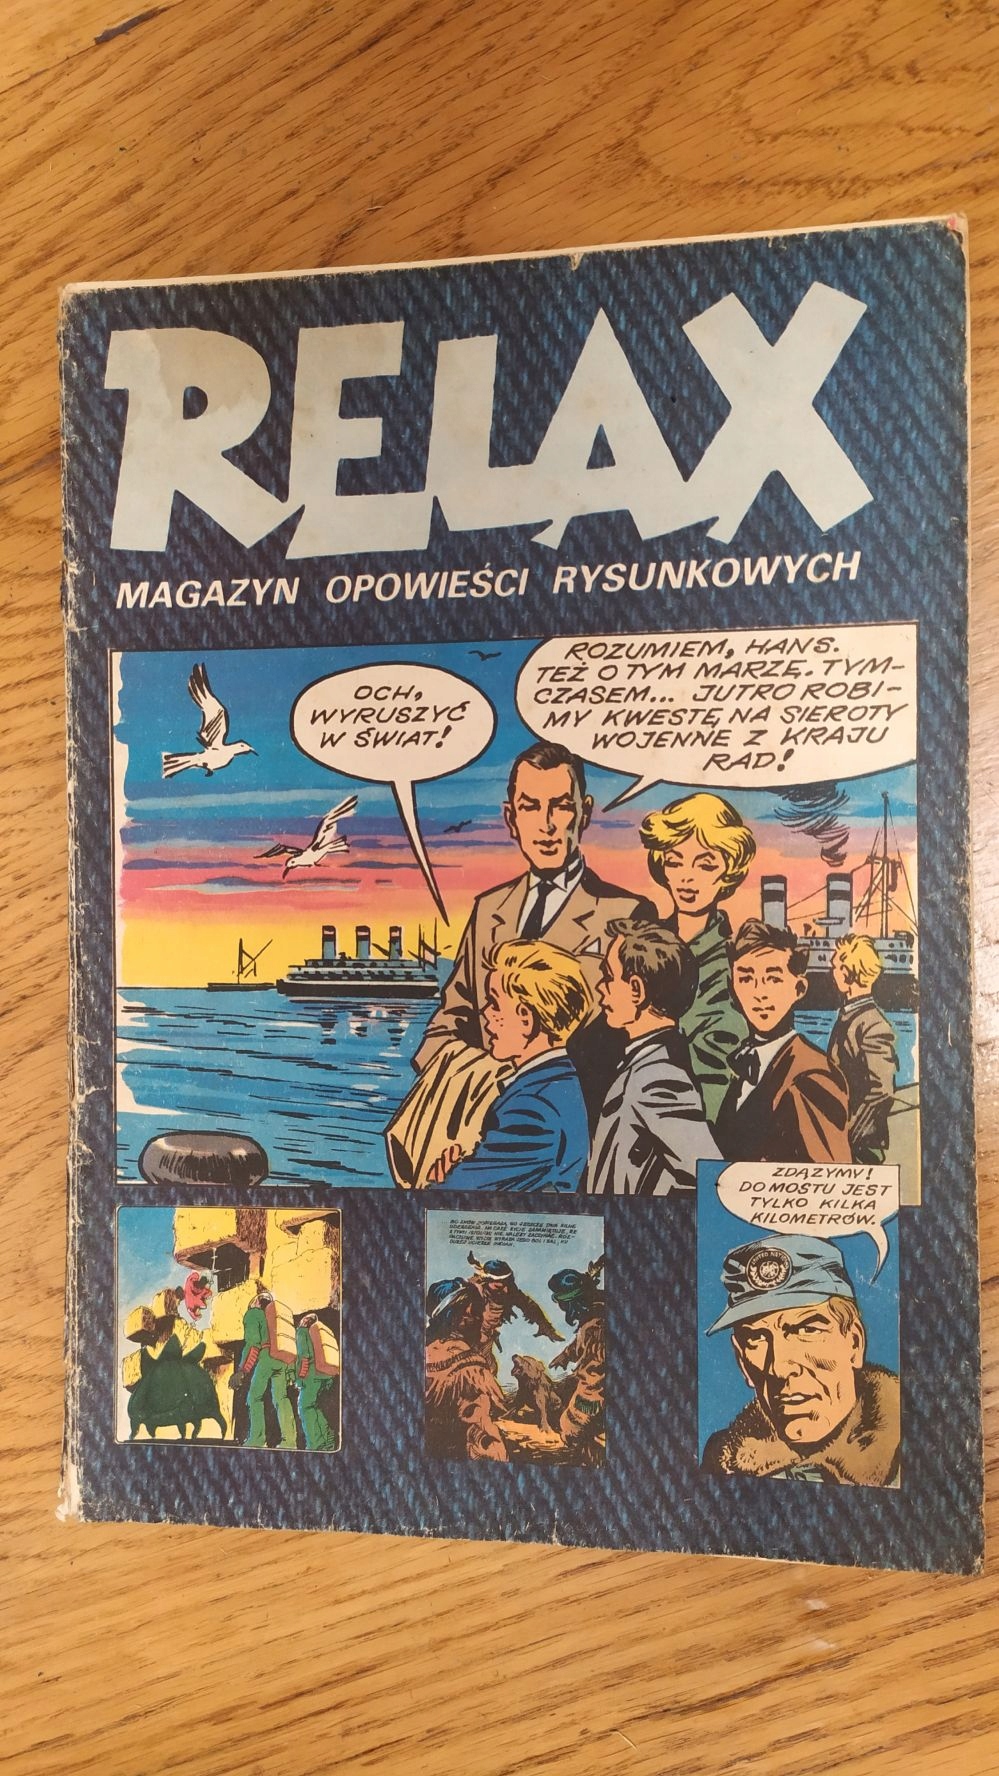 RELAX
MAGAZYN OPOWIEŚCI RYSUNKOWYCH
OCH,
WYRUSZYĆ
W ŚWIAT!
ROZUMIEM, HANS.
TEŻ O TYM MARZĘ. TYM-
CZASEM... JUTRO ROBI-
MY KWESTĘ NA SIEROTY
WOJENNE Z KRAJU
RAD!
ZDĄŻYMY!
DO MOSTU JEST
TYLKO KILKA
KILOMETRÓW.